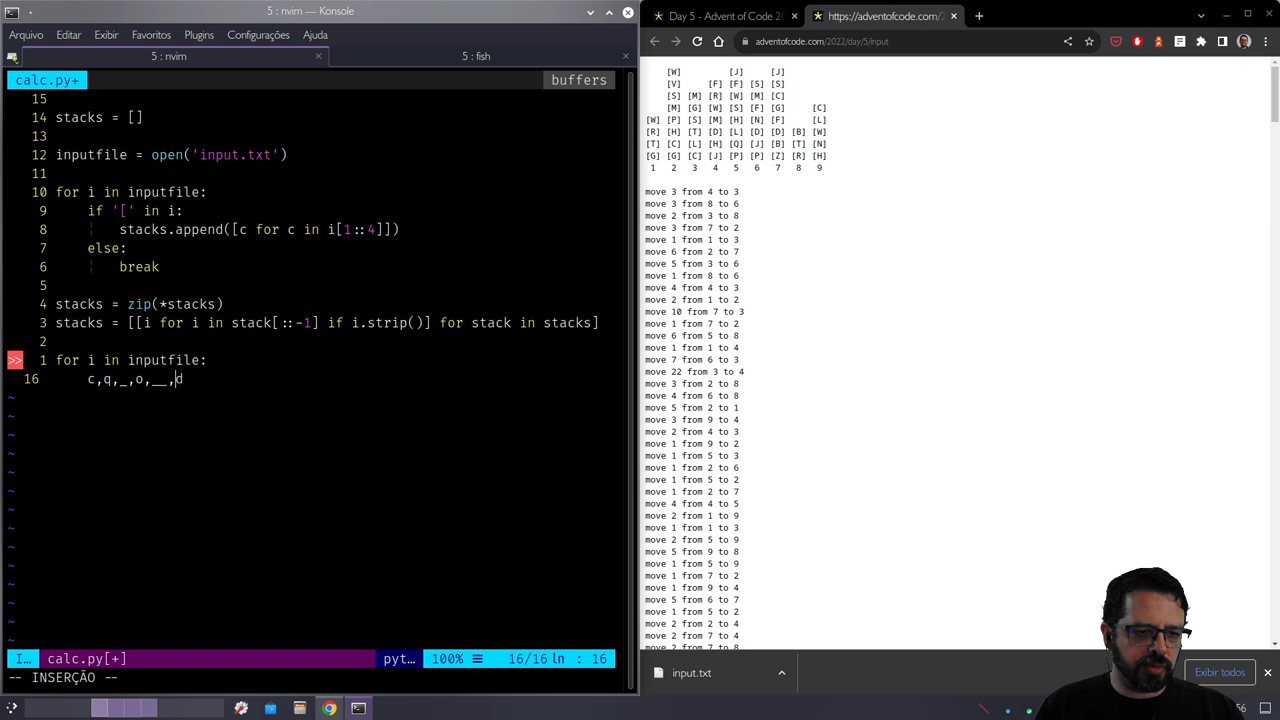 5 : nvim — Konsole
Arquivo Editar Exibir Favoritos Plugins Configurações Ajuda
5 : nvim
5 : fish
calc.py+ buffers
15
14 stacks = []
13
12 inputfile = open('input.txt')
11
10 for i in inputfile:
9 if '[' in i:
8 stacks.append([c for c in i[1::4]])
7 else:
6 break
5
4 stacks = zip(*stacks)
3 stacks = [[i for i in stack[::-1] if i.strip()] for stack in stacks]
2
>> 1 for i in inputfile:
16 c,q,_,o,__,d
~
~
~
~
~
~
~
~
~
~
~
~
~
~
I… calc.py[+] pyt… 100% 16/16 ln : 16
-- INSERÇÃO --
Day 5 - Advent of Code 20
https://adventofcode.com/2
adventofcode.com/2022/day/5/input
[W] [J] [J]
[V] [F] [F] [S] [S]
[S] [M] [R] [W] [M] [C]
[M] [G] [W] [S] [F] [G] [C]
[W] [P] [S] [M] [H] [N] [F] [L]
[R] [H] [T] [D] [L] [D] [D] [B] [W]
[T] [C] [L] [H] [Q] [J] [B] [T] [N]
[G] [G] [C] [J] [P] [P] [Z] [R] [H]
1 2 3 4 5 6 7 8 9
move 3 from 4 to 3
move 3 from 8 to 6
move 2 from 3 to 8
move 3 from 7 to 2
move 1 from 1 to 3
move 6 from 2 to 7
move 5 from 3 to 6
move 1 from 8 to 6
move 4 from 4 to 3
move 2 from 1 to 2
move 10 from 7 to 3
move 1 from 7 to 2
move 6 from 5 to 8
move 1 from 1 to 4
move 7 from 6 to 3
move 22 from 3 to 4
move 3 from 2 to 8
move 4 from 6 to 8
move 5 from 2 to 1
move 3 from 9 to 4
move 2 from 4 to 3
move 1 from 9 to 2
move 1 from 5 to 3
move 1 from 2 to 6
move 1 from 5 to 2
move 1 from 2 to 7
move 4 from 4 to 5
move 2 from 1 to 9
move 1 from 1 to 3
move 2 from 5 to 9
move 5 from 9 to 8
move 1 from 5 to 9
move 1 from 7 to 2
move 1 from 9 to 4
move 5 from 6 to 7
move 1 from 5 to 2
move 2 from 2 to 4
move 2 from 7 to 4
move 2 from 7 to 8
input.txt
Exibir todos